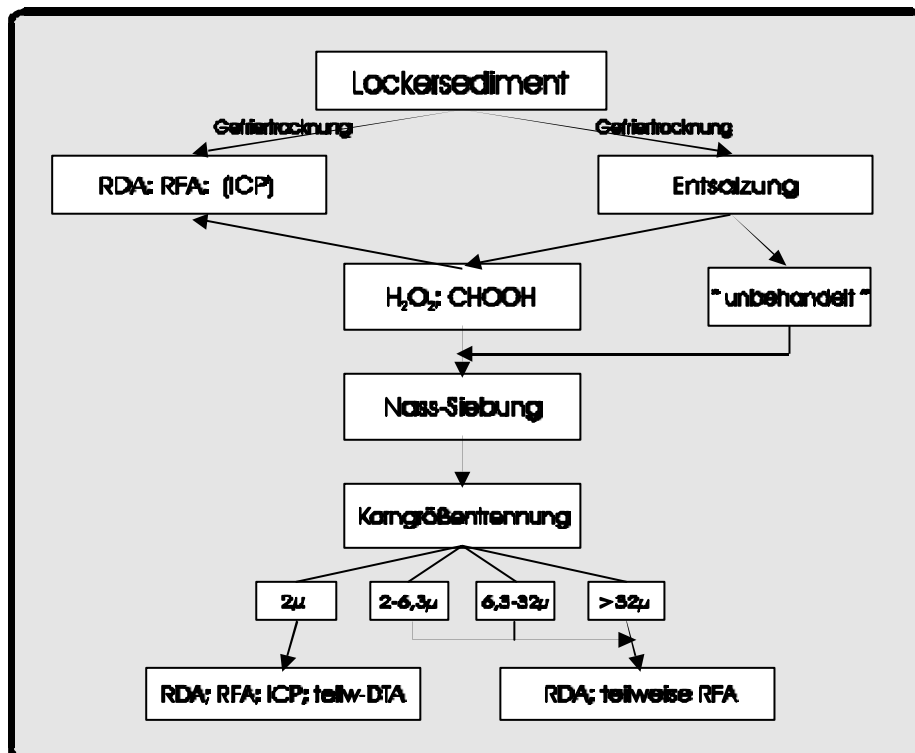 Lockersediment
Gefriertrocknung Gefriertrocknung
RDA; RFA; (ICP) Entsalzung
H₂O₂; CHOOH " unbehandelt "
Nass-Siebung
Korngrößentrennung
2µ 2-6,3µ 6,3-32µ >32µ
RDA; RFA; ICP; teilw-DTA RDA; teilweise RFA